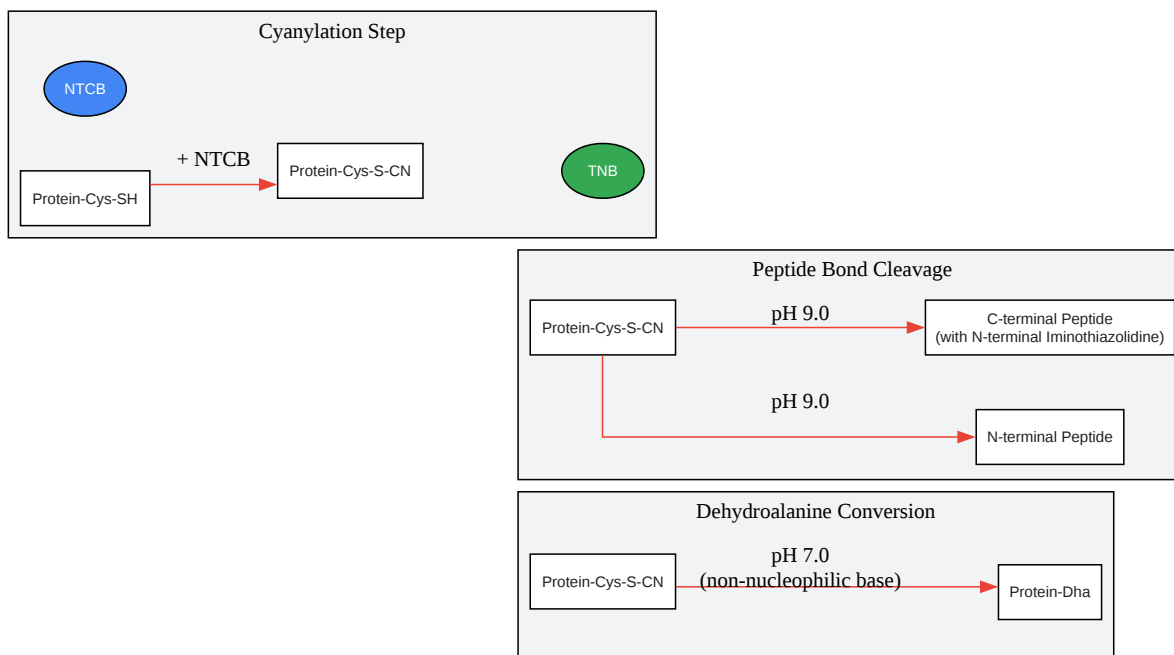 Cyanylation Step
NTCB
+ NTCB
Protein-Cys-SH
Protein-Cys-S-CN
TNB
Peptide Bond Cleavage
Protein-Cys-S-CN
pH 9.0
C-terminal Peptide
(with N-terminal Iminothiazolidine)
pH 9.0
N-terminal Peptide
Dehydroalanine Conversion
Protein-Cys-S-CN
pH 7.0
(non-nucleophilic base)
Protein-Dha